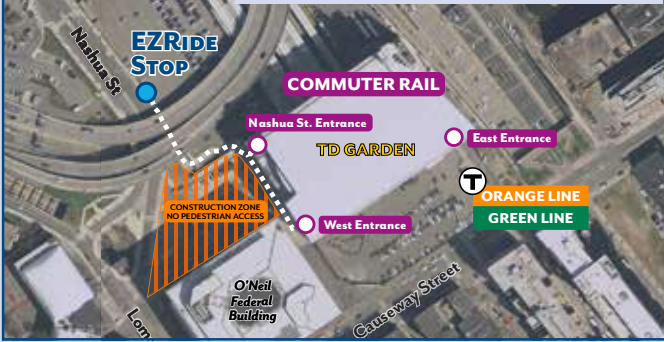 Nashua St
EZRIDE
STOP
COMMUTER RAIL
Nashua St. Entrance
TD GARDEN
East Entrance
T
ORANGE LINE
GREEN LINE
CONSTRUCTION ZONE
NO PEDESTRIAN ACCESS
West Entrance
O'Neil
Federal
Building
Causeway Street
Lom